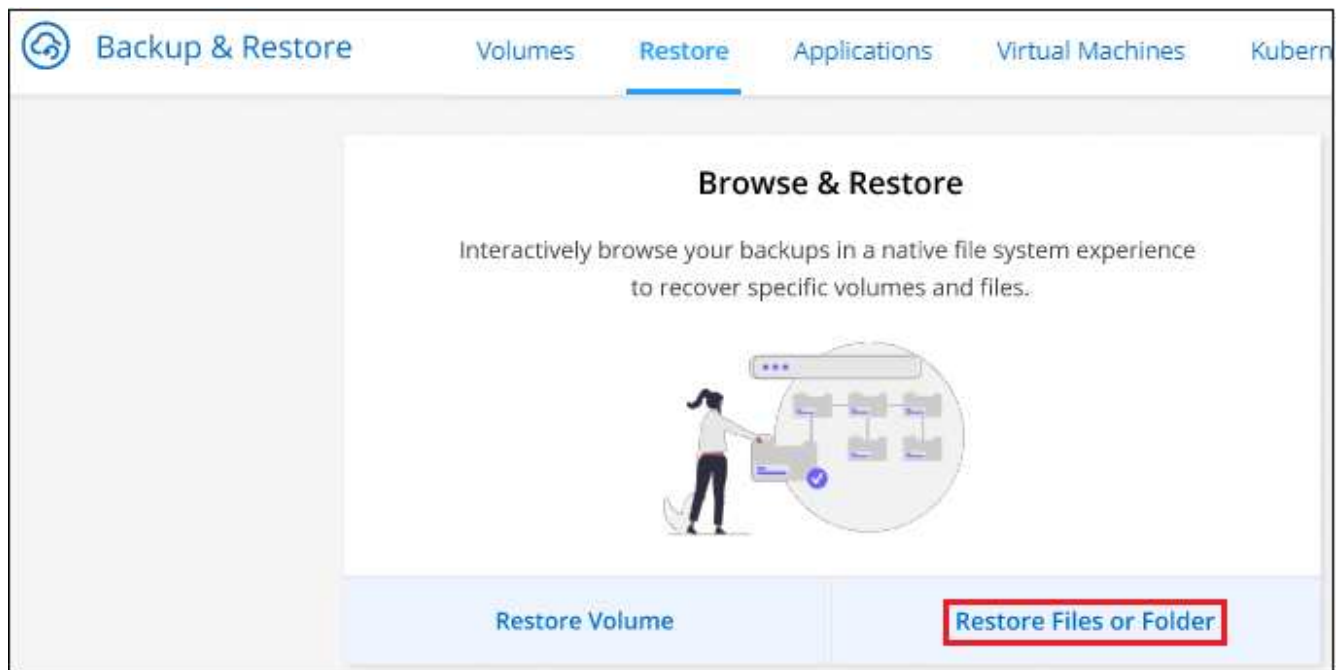 Backup & Restore Volumes Restore Applications Virtual Machines Kubern
Browse & Restore
Interactively browse your backups in a native file system experience
to recover specific volumes and files.
Restore Volume Restore Files or Folder